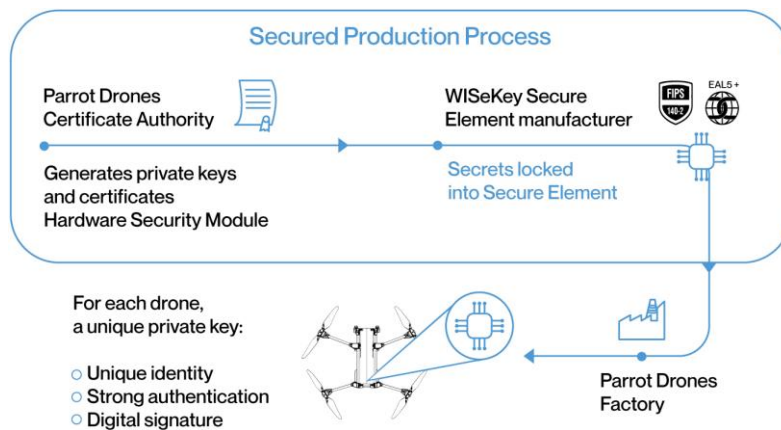 Secured Production Process
Parrot Drones
Certificate Authority
WISeKey Secure
Element manufacturer
FIPS
140-2
EAL5 +
Generates private keys
and certificates
Hardware Security Module
Secrets locked
into Secure Element
For each drone,
a unique private key:
Unique identity
Strong authentication
Digital signature
Parrot Drones
Factory